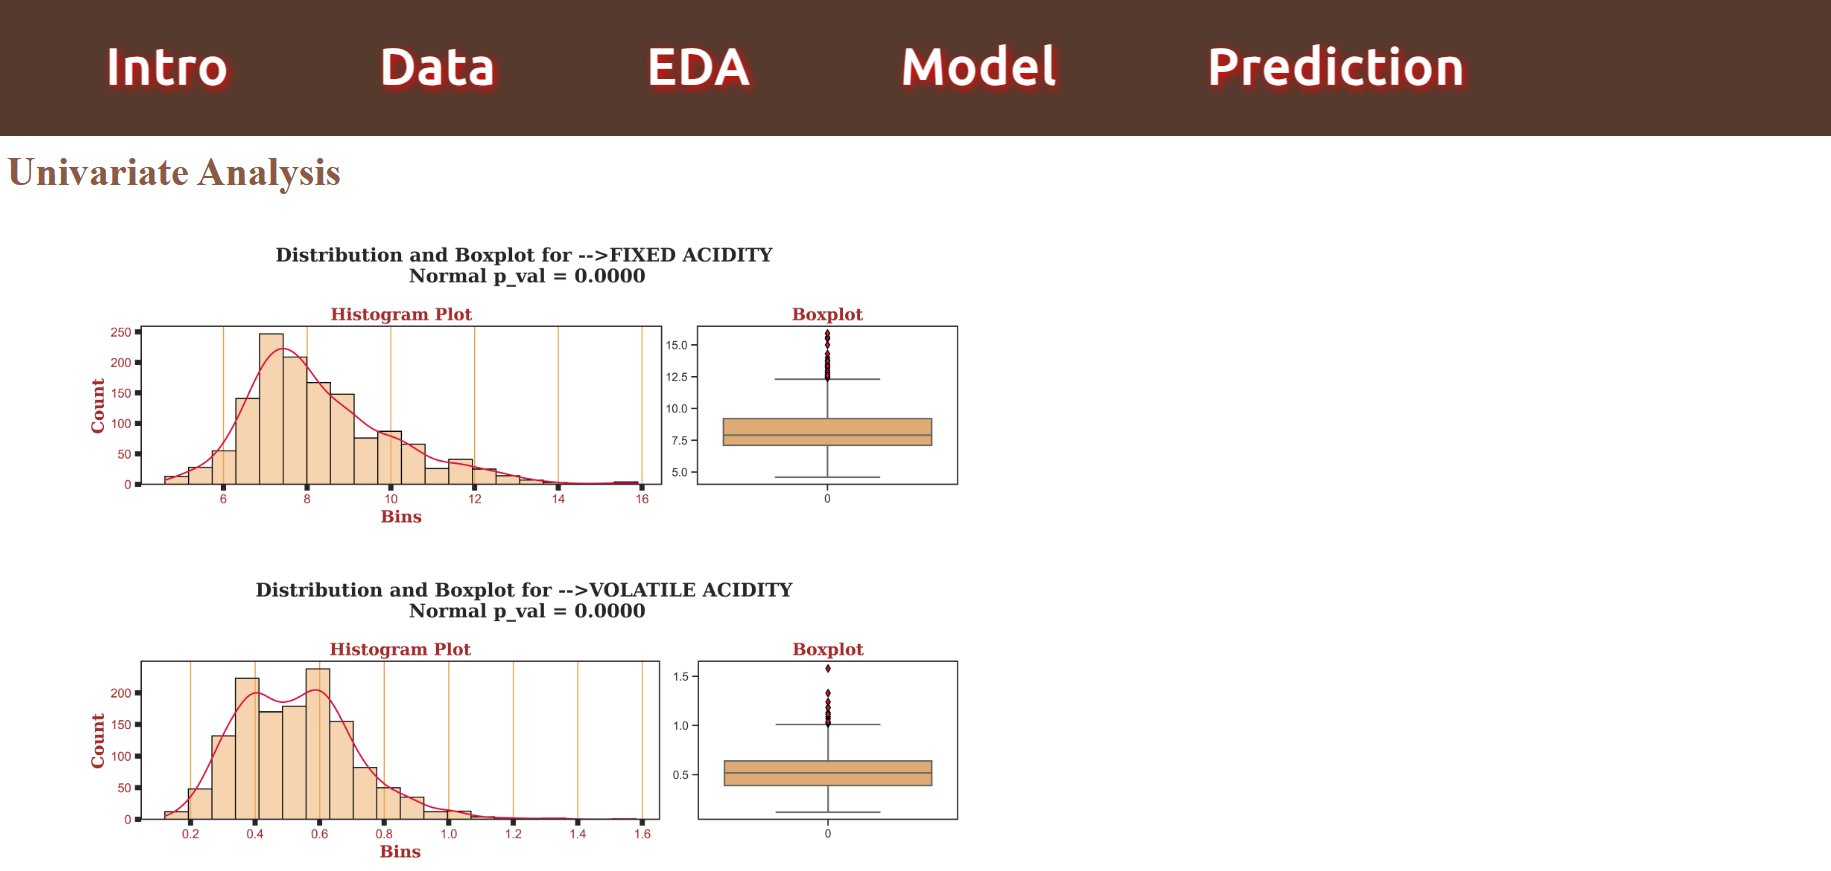 Intro Data EDA Model Prediction
Univariate Analysis
Distribution and Boxplot for -->FIXED ACIDITY
Normal p_val = 0.0000
Histogram Plot
Count
250
200
150
100
50
0
6 8 10 12 14 16
Bins
Boxplot
15.0
12.5
10.0
7.5
5.0
0
Distribution and Boxplot for -->VOLATILE ACIDITY
Normal p_val = 0.0000
Histogram Plot
Count
200
150
100
50
0
0.2 0.4 0.6 0.8 1.0 1.2 1.4 1.6
Bins
Boxplot
1.5
1.0
0.5
0